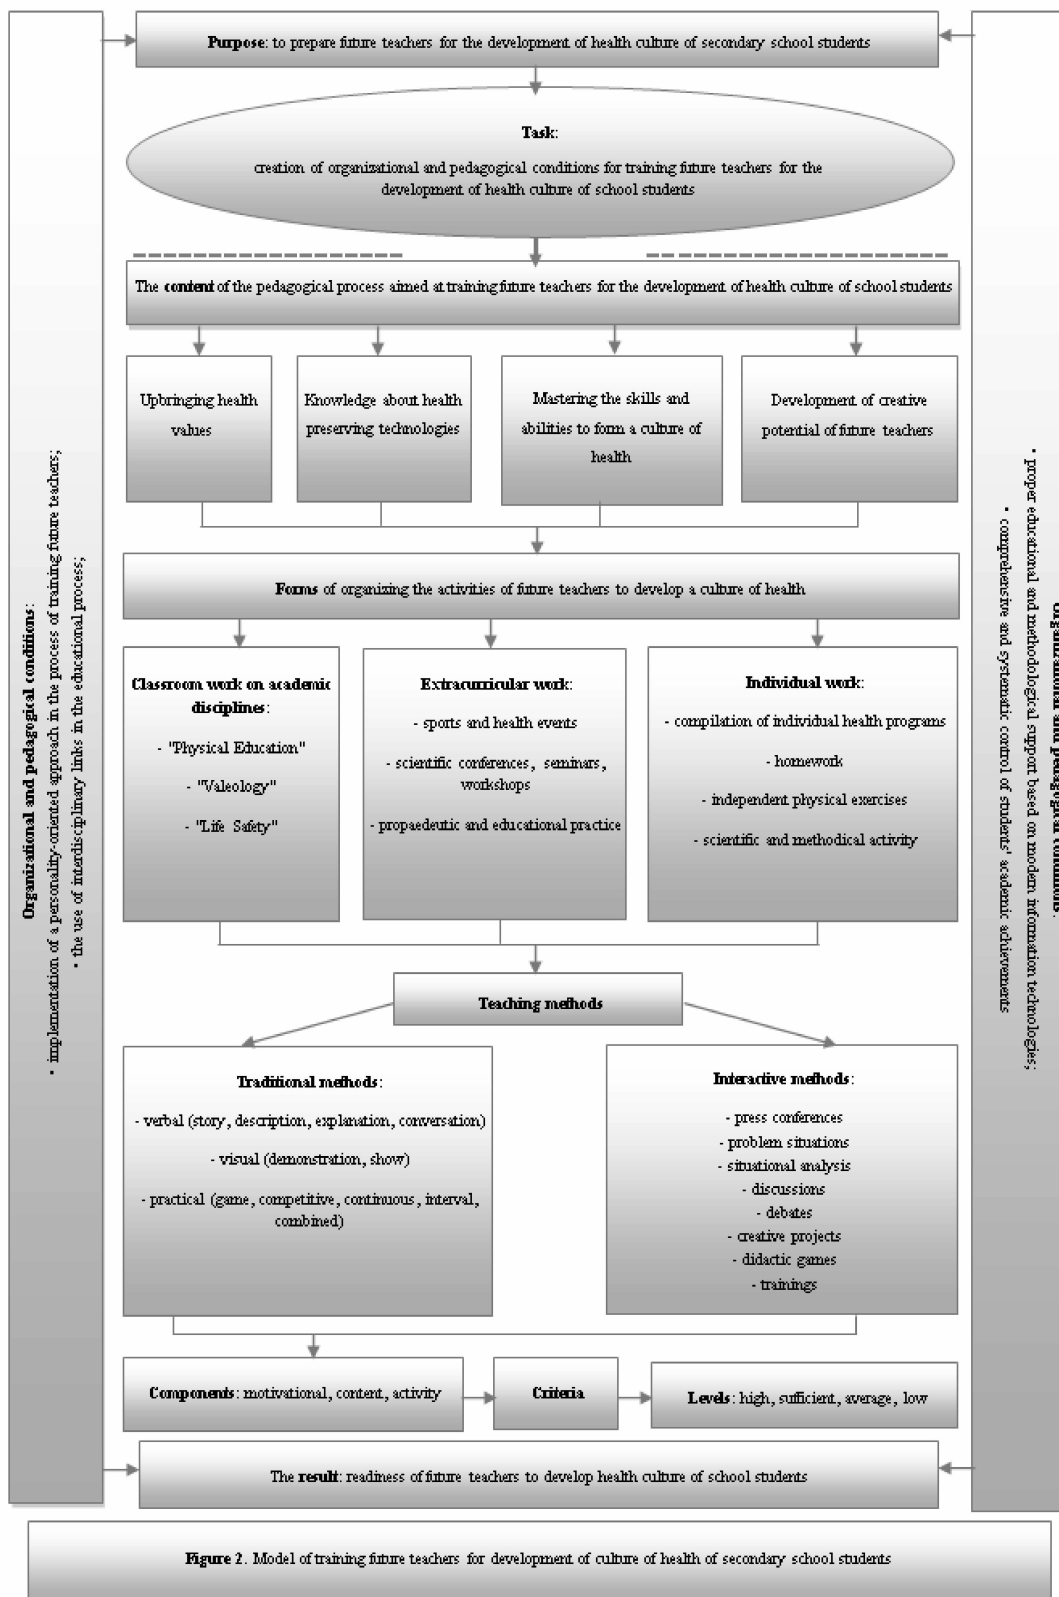 Purpose: to prepare future teachers for the development of health culture of secondary school students
Task:
creation of organizational and pedagogical conditions for training future teachers for the
development of health culture of school students
The content of the pedagogical process aimed at training future teachers for the development of health culture of school students
Upbringing health
values
Knowledge about health
preserving technologies
Mastering the skills and
abilities to form a culture of
health
Development of creative
potential of future teachers
Forms of organizing the activities of future teachers to develop a culture of health
Classroom work on academic
disciplines:
- "Physical Education"
- "Valeology"
- "Life Safety"
Extracurricular work:
- sports and health events
- scientific conferences, seminars,
workshops
- propaedeutic and educational practice
Individual work:
- compilation of individual health programs
- homework
- independent physical exercises
- scientific and methodical activity
Teaching methods
Traditional methods:
- verbal (story, description, explanation, conversation)
- visual (demonstration, show)
- practical (game, competitive, continuous, interval,
combined)
Interactive methods:
- press conferences
- problem situations
- situational analysis
- discussions
- debates
- creative projects
- didactic games
- trainings
Components: motivational, content, activity
Criteria
Levels: high, sufficient, average, low
The result: readiness of future teachers to develop health culture of school students
Organizational and pedagogical conditions:
• implementation of a personality-oriented approach in the process of training future teachers;
• the use of interdisciplinary links in the educational process;
Organizational and pedagogical conditions:
• proper educational and methodological support based on modern information technologies;
• comprehensive and systematic control of students' academic achievements
Figure 2. Model of training future teachers for development of culture of health of secondary school students